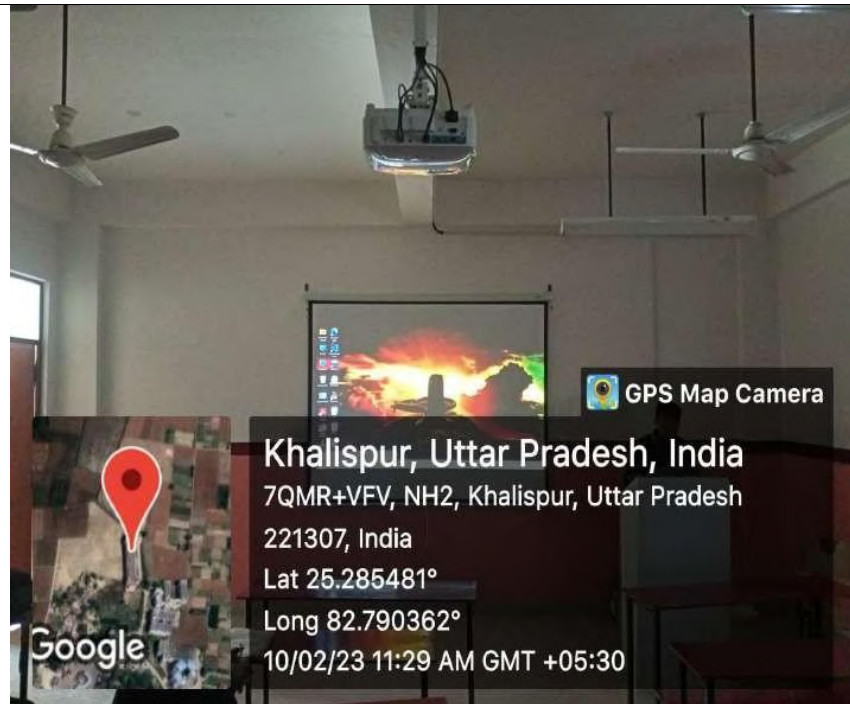 GPS Map Camera
Khalispur, Uttar Pradesh, India
7QMR+VFV, NH2, Khalispur, Uttar Pradesh
221307, India
Lat 25.285481°
Long 82.790362°
10/02/23 11:29 AM GMT +05:30
Google